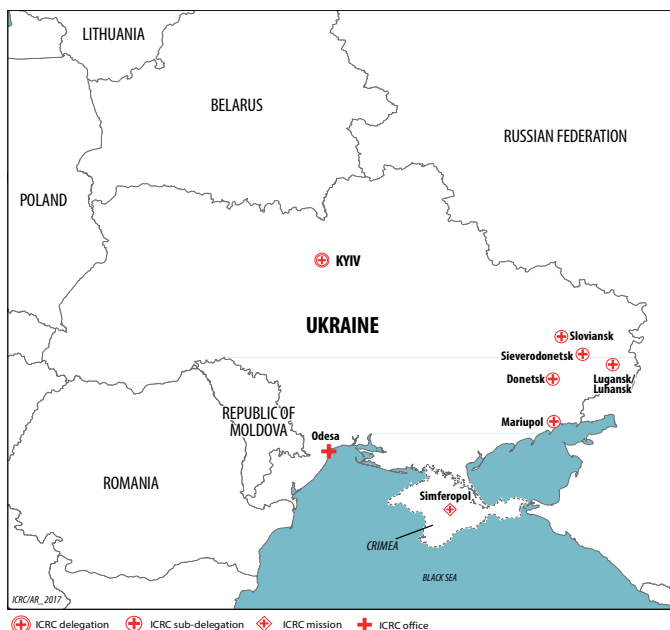 LITHUANIA
BELARUS
RUSSIAN FEDERATION
POLAND
KYIV
UKRAINE
Sloviansk
Sieverodonetsk
Donetsk
Lugansk/
Luhansk
REPUBLIC OF
MOLDOVA
Mariupol
Odesa
ROMANIA
Simferopol
CRIMEA
BLACK SEA
ICRC/AR_2017
ICRC delegation ICRC sub-delegation ICRC mission ICRC office